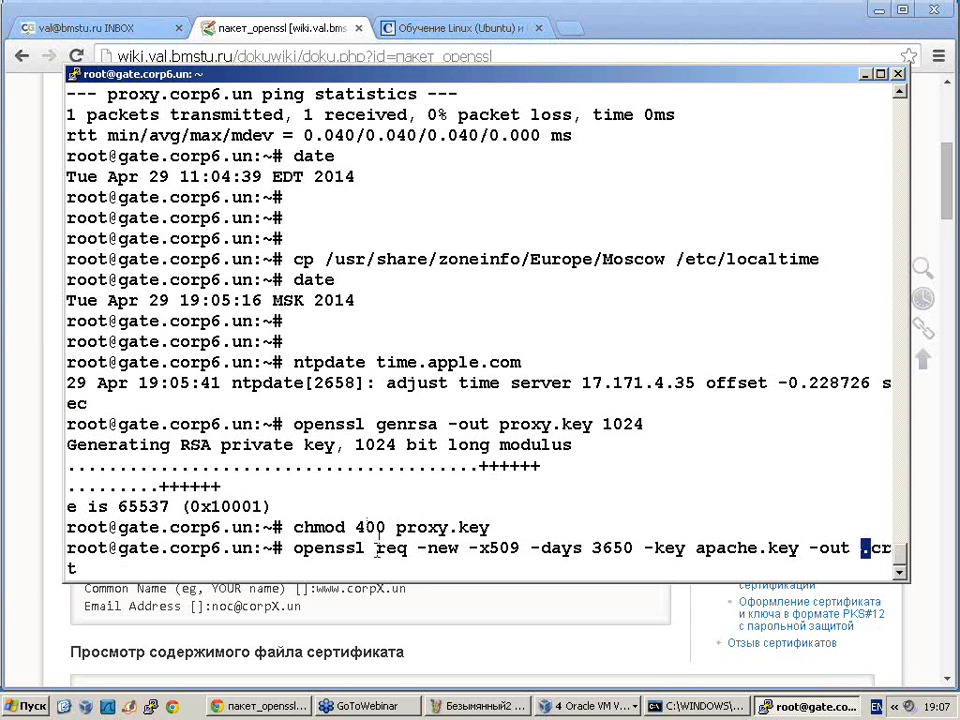 val@bmstu.ru INBOX
пакет_openssl [wiki.val.bms
Обучение Linux (Ubuntu) и
wiki.val.bmstu.ru/dokuwiki/doku.php?id=пакет_openssl
root@gate.corp6.un: ~
--- proxy.corp6.un ping statistics ---
1 packets transmitted, 1 received, 0% packet loss, time 0ms
rtt min/avg/max/mdev = 0.040/0.040/0.040/0.000 ms
root@gate.corp6.un:~# date
Tue Apr 29 11:04:39 EDT 2014
root@gate.corp6.un:~#
root@gate.corp6.un:~#
root@gate.corp6.un:~#
root@gate.corp6.un:~# cp /usr/share/zoneinfo/Europe/Moscow /etc/localtime
root@gate.corp6.un:~# date
Tue Apr 29 19:05:16 MSK 2014
root@gate.corp6.un:~#
root@gate.corp6.un:~#
root@gate.corp6.un:~# ntpdate time.apple.com
29 Apr 19:05:41 ntpdate[2658]: adjust time server 17.171.4.35 offset -0.228726 s
ec
root@gate.corp6.un:~# openssl genrsa -out proxy.key 1024
Generating RSA private key, 1024 bit long modulus
........................................++++++
.........++++++
e is 65537 (0x10001)
root@gate.corp6.un:~# chmod 400 proxy.key
root@gate.corp6.un:~# openssl req -new -x509 -days 3650 -key apache.key -out .cr
t
Common Name (eg, YOUR name) []:www.corpX.un
Email Address []:noc@corpX.un
Просмотр содержимого файла сертификата
сертификации
Оформление сертификата
и ключа в формате PKS#12
с парольной защитой
Отзыв сертификатов
Пуск
пакет_openssl...
GoToWebinar
Безымянный2 ...
4 Oracle VM V...
C:\WINDOWS\...
root@gate.co...
EN
19:07